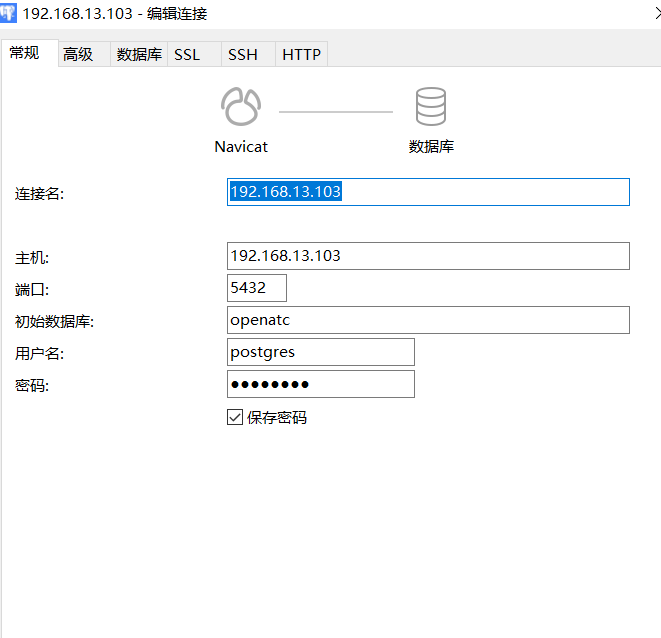 192.168.13.103 - 编辑连接
常规 高级 数据库 SSL SSH HTTP
Navicat 数据库
连接名: 192.168.13.103
主机: 192.168.13.103
端口: 5432
初始数据库: openatc
用户名: postgres
密码: ●●●●●●●●
保存密码